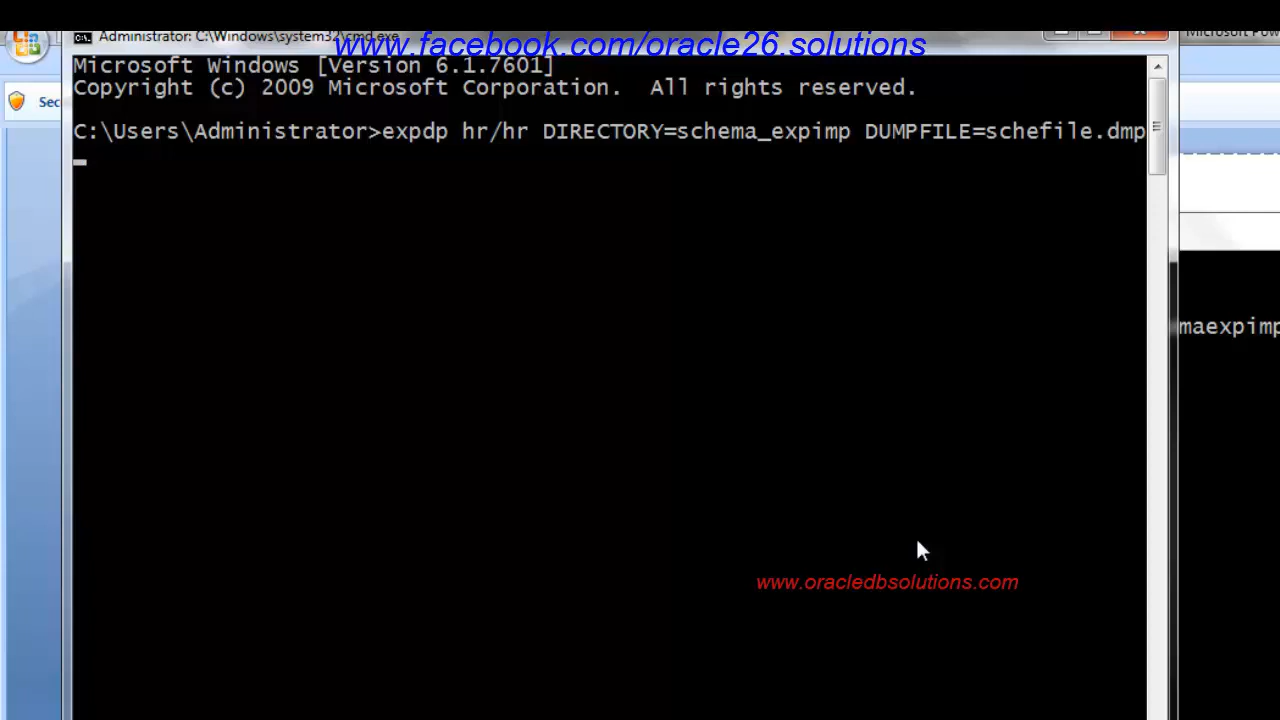 Administrator: C:\Windows\system32\cmd.exe
www.facebook.com/oracle26.solutions
Microsoft Windows [Version 6.1.7601]
Copyright (c) 2009 Microsoft Corporation.  All rights reserved.
Sec
C:\Users\Administrator>expdp hr/hr DIRECTORY=schema_expimp DUMPFILE=schefile.dmp
maexpimp
www.oracledbsolutions.com